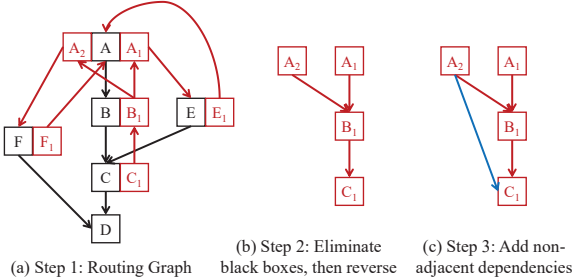 A₂ A A₁
B B₁ E E₁
F F₁
C C₁
D
(a) Step 1: Routing Graph
A₂ A₁
B₁
C₁
(b) Step 2: Eliminate
black boxes, then reverse
A₂ A₁
B₁
C₁
(c) Step 3: Add non-
adjacent dependencies